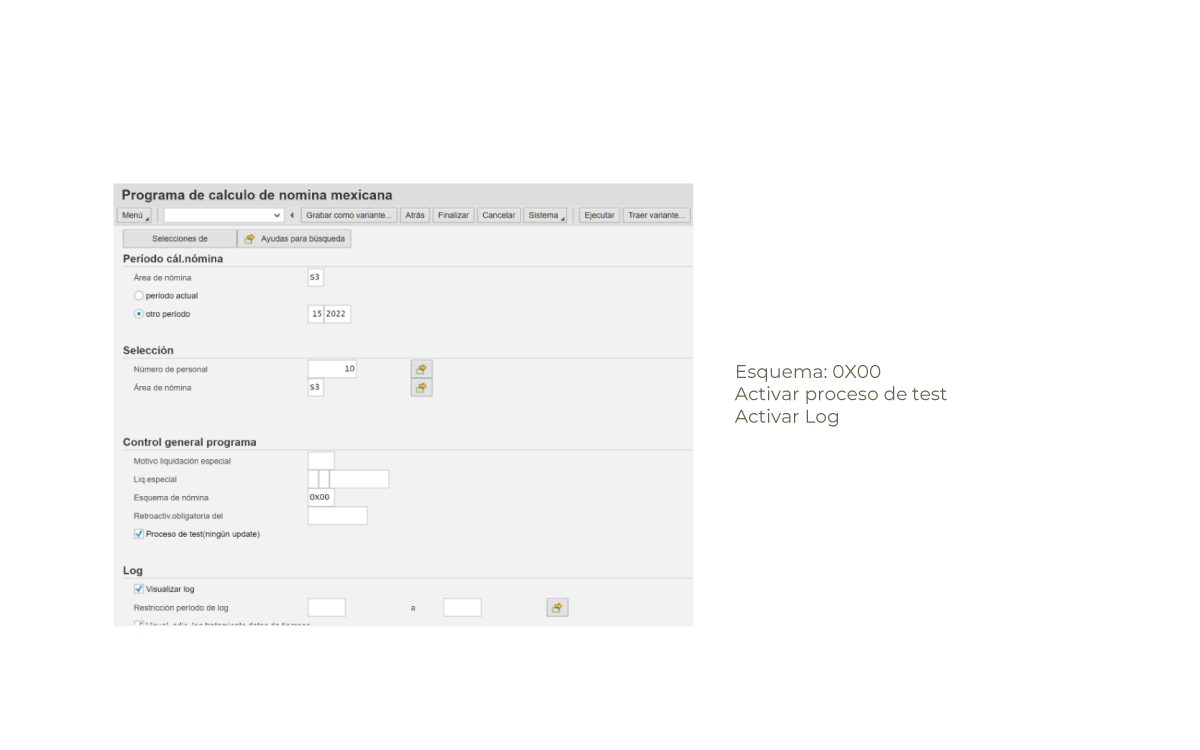 Programa de calculo de nomina mexicana
Menú Grabar como variante... Atrás Finalizar Cancelar Sistema Ejecutar Traer variante...
Selecciones de Ayudas para búsqueda
Período cál.nómina
Área de nómina S3
período actual
otro período 15 2022
Selección
Número de personal 10
Área de nómina S3
Control general programa
Motivo liquidación especial
Liq.especial
Esquema de nómina 0X00
Retroactiv.obligatoria del
Proceso de test(ningún update)
Log
Visualizar log
Restricción período de log a
Esquema: 0X00
Activar proceso de test
Activar Log